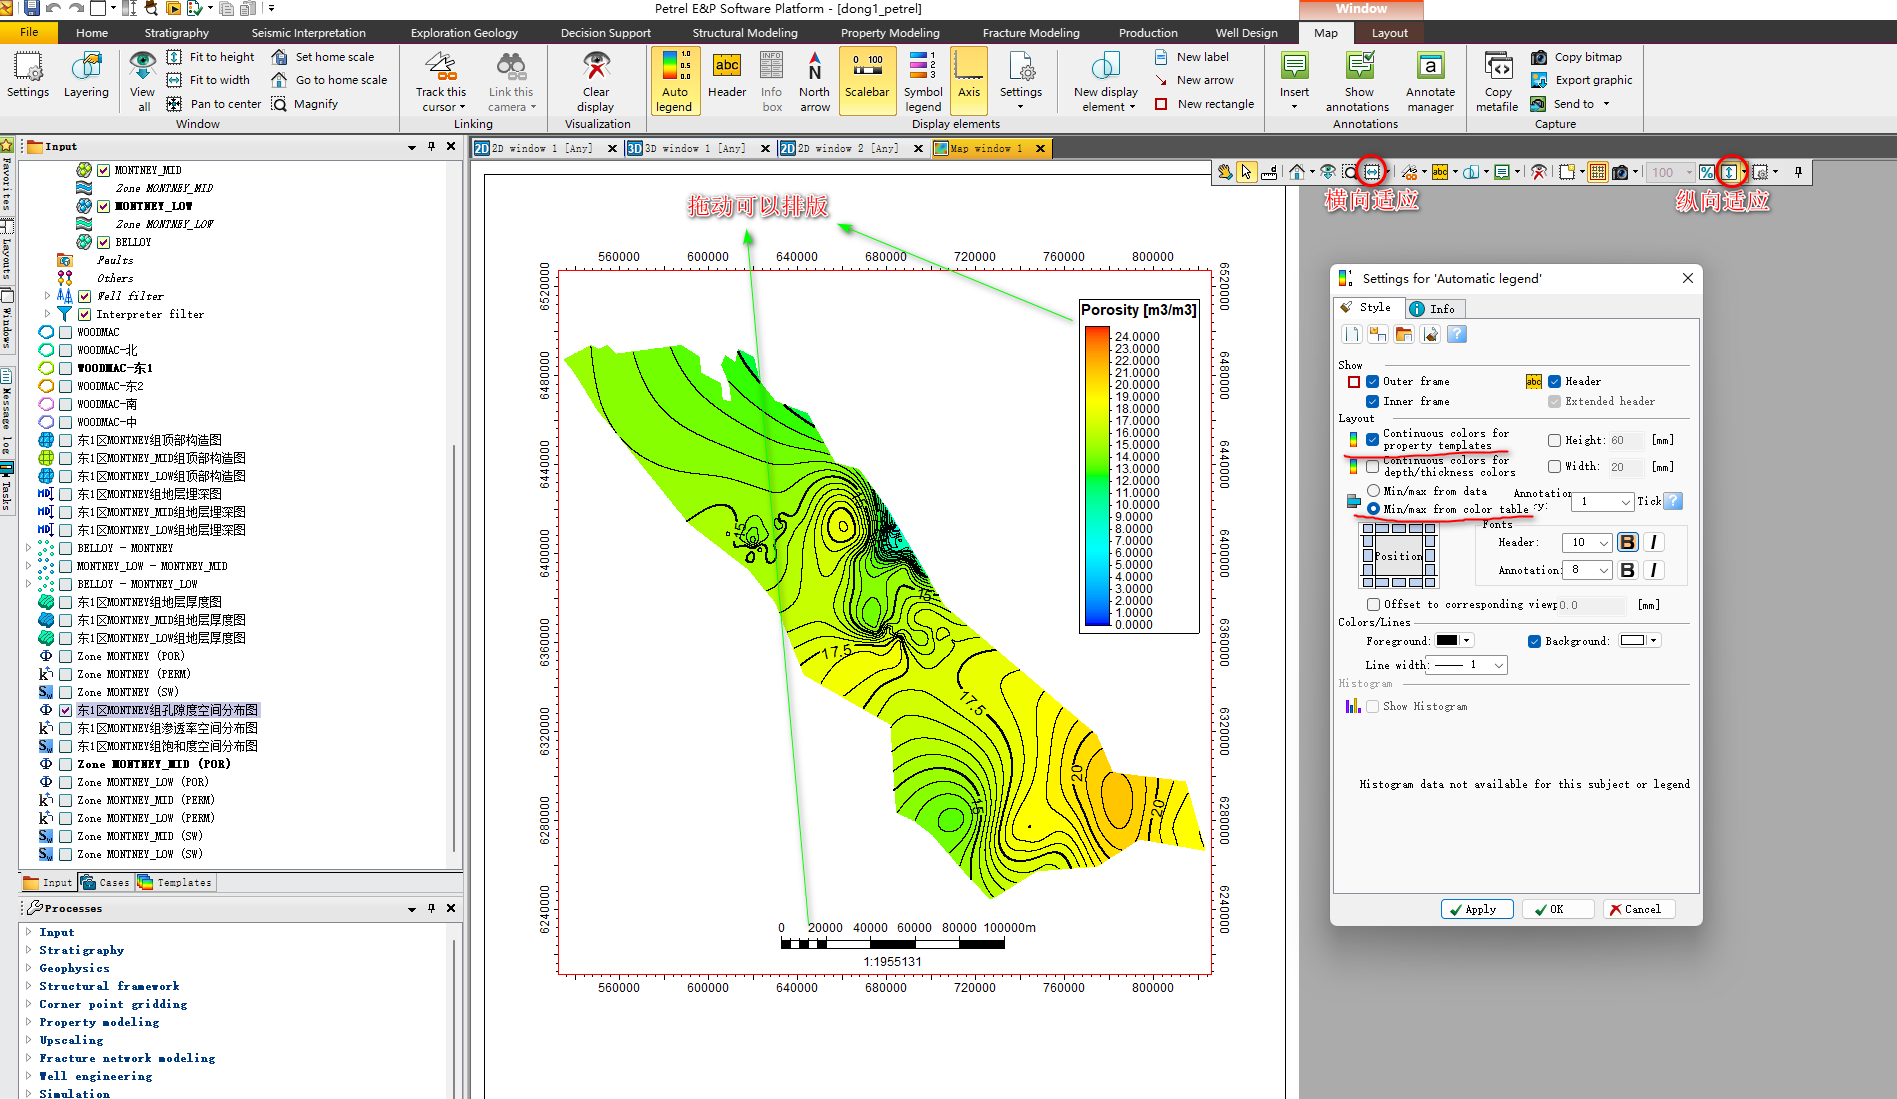 Petrel E&P Software Platform - [dong1_petrel]
Window
File Home Stratigraphy Seismic Interpretation Exploration Geology Decision Support Structural Modeling Property Modeling Fracture Modeling Production Well Design Map Layout
Settings
Layering
View all
Fit to height
Fit to width
Pan to center
Set home scale
Go to home scale
Magnify
Window
Track this cursor
Link this camera
Linking
Clear display
Visualization
Auto legend
Header
Info box
North arrow
Scalebar
Symbol legend
Axis
Settings
New display element
New label
New arrow
New rectangle
Display elements
Insert
Show annotations
Annotate manager
Annotations
Copy metafile
Copy bitmap
Export graphic
Send to
Capture
Favorites
Layouts
Windows
Message log
Tasks
Input
MONTNEY_MID
Zone MONTNEY_MID
MONTNEY_LOW
Zone MONTNEY_LOW
BELLOY
Faults
Others
Well filter
Interpreter filter
WOODMAC
WOODMAC-北
WOODMAC-东1
WOODMAC-东2
WOODMAC-南
WOODMAC-中
东1区MONTNEY组顶部构造图
东1区MONTNEY_MID组顶部构造图
东1区MONTNEY_LOW组顶部构造图
东1区MONTNEY组地层埋深图
东1区MONTNEY_MID组地层埋深图
东1区MONTNEY_LOW组地层埋深图
BELLOY - MONTNEY
MONTNEY_LOW - MONTNEY_MID
BELLOY - MONTNEY_LOW
东1区MONTNEY组地层厚度图
东1区MONTNEY_MID组地层厚度图
东1区MONTNEY_LOW组地层厚度图
Zone MONTNEY (POR)
Zone MONTNEY (PERM)
Zone MONTNEY (SW)
东1区MONTNEY组孔隙度空间分布图
东1区MONTNEY组渗透率空间分布图
东1区MONTNEY组饱和度空间分布图
Zone MONTNEY_MID (POR)
Zone MONTNEY_LOW (POR)
Zone MONTNEY_MID (PERM)
Zone MONTNEY_LOW (PERM)
Zone MONTNEY_MID (SW)
Zone MONTNEY_LOW (SW)
Input Cases Templates
Processes
Input
Stratigraphy
Geophysics
Structural framework
Corner point gridding
Property modeling
Upscaling
Fracture network modeling
Well engineering
Simulation
2D window 1 [Any]
3D window 1 [Any]
2D window 2 [Any]
Map window 1
100
横向适应
纵向适应
拖动可以排版
560000 600000 640000 680000 720000 760000 800000
6520000
6480000
6440000
6400000
6360000
6320000
6280000
6240000
6520000
6480000
6440000
6400000
6360000
6320000
6280000
6240000
Porosity [m3/m3]
24.0000
23.0000
22.0000
21.0000
20.0000
19.0000
18.0000
17.0000
16.0000
15.0000
14.0000
13.0000
12.0000
11.0000
10.0000
9.0000
8.0000
7.0000
6.0000
5.0000
4.0000
3.0000
2.0000
1.0000
0.0000
15
15
17.5
17.5
15
20
20
0 20000 40000 60000 80000 100000m
1:1955131
560000 600000 640000 680000 720000 760000 800000
Settings for 'Automatic legend'
Style Info
Show
Outer frame
Header
Inner frame
Extended header
Layout
Continuous colors for property templates
Height: 60 [mm]
Continuous colors for depth/thickness colors
Width: 20 [mm]
Min/max from data
Min/max from color table
1 Tick
Position
Fonts
Header: 10 B I
Annotation: 8 B I
Offset to corresponding viewp 0.0 [mm]
Colors/Lines
Foreground:
Background:
Line width: 1
Histogram
Show Histogram
Histogram data not available for this subject or legend
Apply OK Cancel